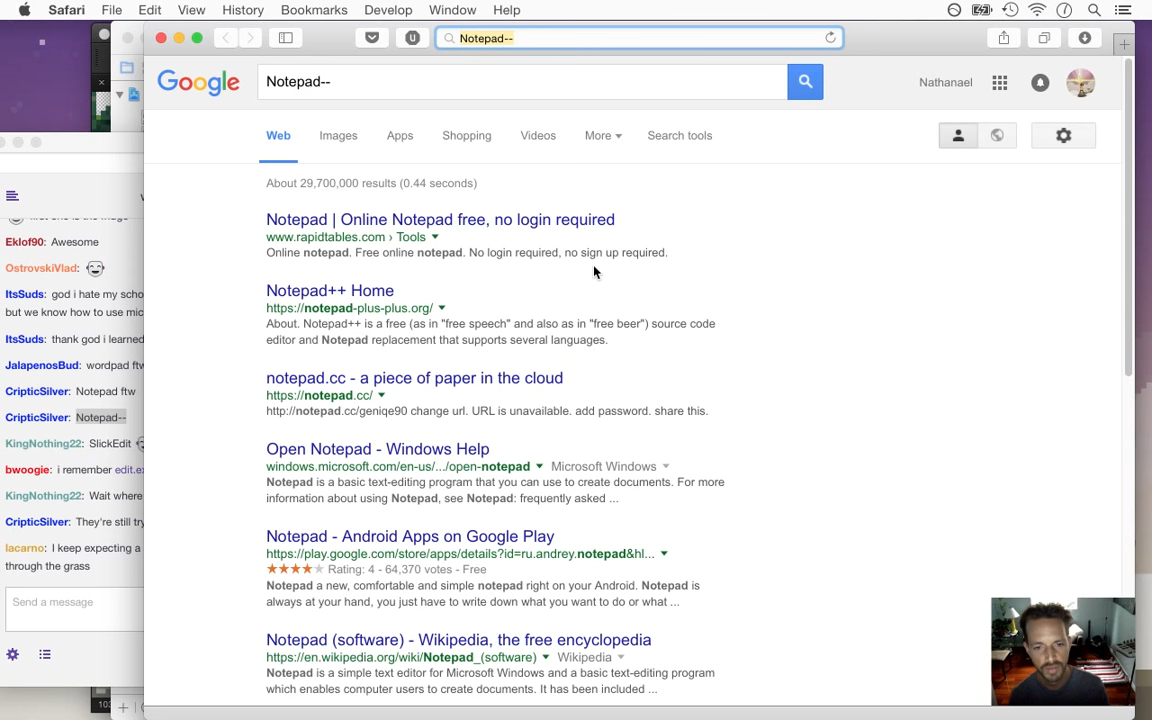 Safari File Edit View History Bookmarks Develop Window Help
Notepad--
Google
Notepad--
Nathanael
Web Images Apps Shopping Videos More Search tools
About 29,700,000 results (0.44 seconds)
Notepad | Online Notepad free, no login required
www.rapidtables.com › Tools
Online notepad. Free online notepad. No login required, no sign up required.
Notepad++ Home
https://notepad-plus-plus.org/
About. Notepad++ is a free (as in "free speech" and also as in "free beer") source code
editor and Notepad replacement that supports several languages.
notepad.cc - a piece of paper in the cloud
https://notepad.cc/
http://notepad.cc/geniqe90 change url. URL is unavailable. add password. share this.
Open Notepad - Windows Help
windows.microsoft.com/en-us/.../open-notepad Microsoft Windows
Notepad is a basic text-editing program that you can use to create documents. For more
information about using Notepad, see Notepad: frequently asked ...
Notepad - Android Apps on Google Play
https://play.google.com/store/apps/details?id=ru.andrey.notepad&hl...
Rating: 4 - 64,370 votes - Free
Notepad a new, comfortable and simple notepad right on your Android. Notepad is
always at your hand, you just have to write down what you want to do or what ...
Notepad (software) - Wikipedia, the free encyclopedia
https://en.wikipedia.org/wiki/Notepad_(software) Wikipedia
Notepad is a simple text editor for Microsoft Windows and a basic text-editing program
which enables computer users to create documents. It has been included ...
Eklof90: Awesome
OstrovskiVlad:
ItsSuds: god i hate my scho
but we know how to use mic
ItsSuds: thank god i learned
JalapenosBud: wordpad ftw
CripticSilver: Notepad ftw
CripticSilver: Notepad--
KingNothing22: SlickEdit
bwoogie: i remember edit.ex
KingNothing22: Wait where
CripticSilver: They're still try
lacarno: I keep expecting a
through the grass
Send a message